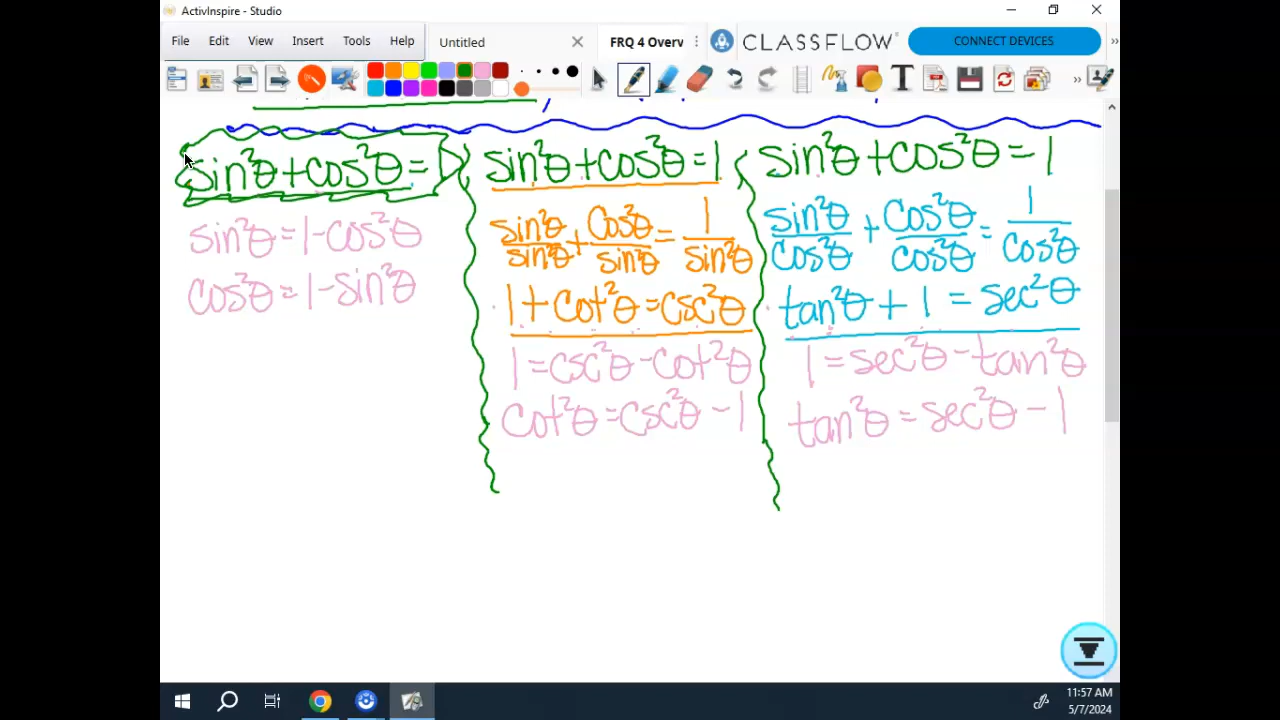 ActivInspire - Studio
File Edit View Insert Tools Help Untitled FRQ 4 Overv CLASSFLOW CONNECT DEVICES
sin²θ+cos²θ=1
sin²θ=1-cos²θ
cos²θ=1-sin²θ
sin²θ+cos²θ=1
sin²θ/sin²θ + cos²θ/sin²θ = 1/sin²θ
1+cot²θ=csc²θ
1=csc²θ-cot²θ
cot²θ=csc²θ-1
sin²θ+cos²θ=1
sin²θ/cos²θ + cos²θ/cos²θ = 1/cos²θ
tan²θ+1=sec²θ
1=sec²θ-tan²θ
tan²θ=sec²θ-1
11:57 AM
5/7/2024